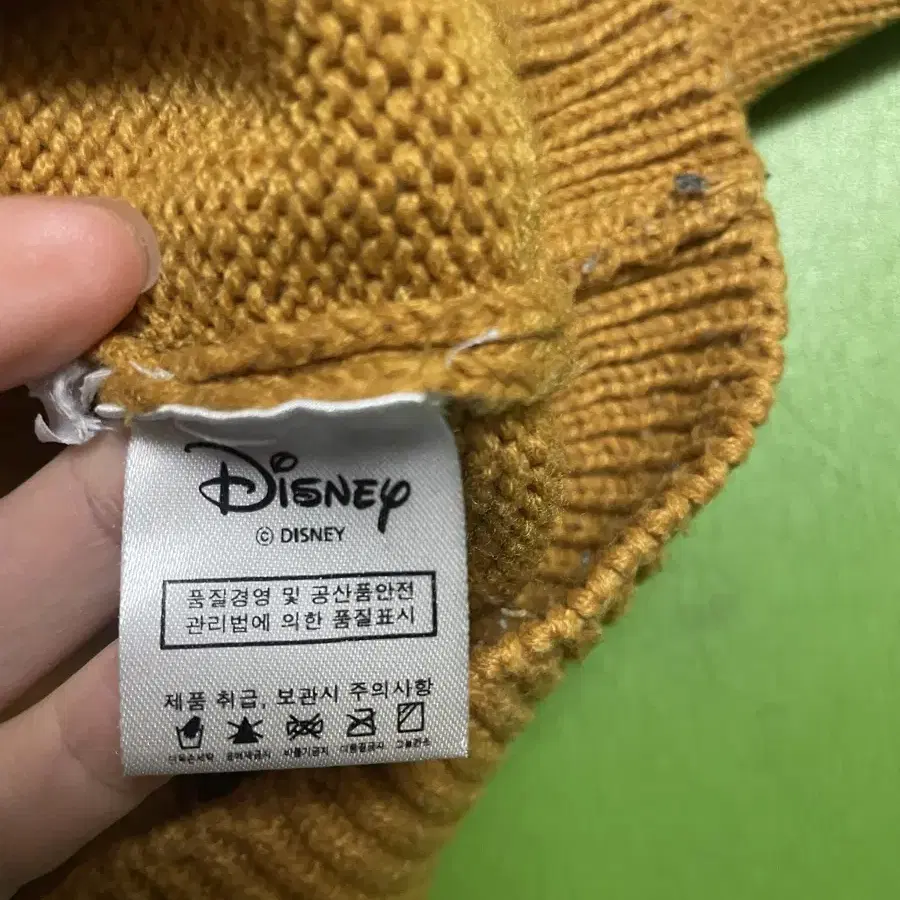 DISNEY
© DISNEY
품질경영 및 공산품안전
관리법에 의한 품질표시
제품 취급, 보관시 주의사항